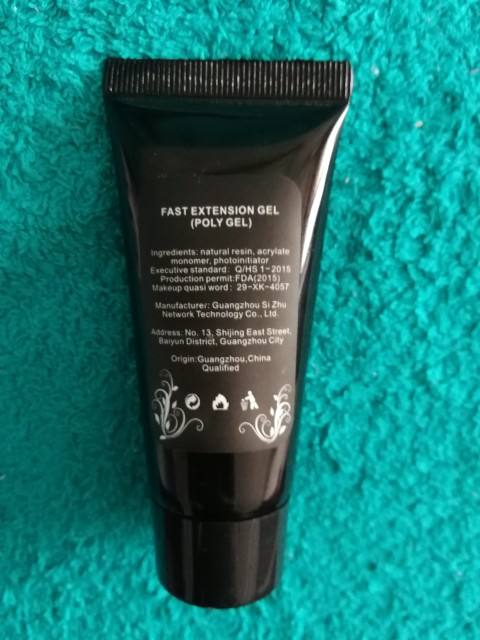 FAST EXTENSION GEL
(POLY GEL)
Ingredients: natural resin, acrylate
monomer, photoinitiator
Executive standard: Q/HS 1-2015
Production permit:FDA(2015)
Makeup quasi word : 29-XK-4057
Manufacturer: Guangzhou Si Zhu
Network Technology Co., Ltd.
Address: No. 13, Shijing East Street,
Baiyun District, Guangzhou City
Origin:Guangzhou,China
Qualified